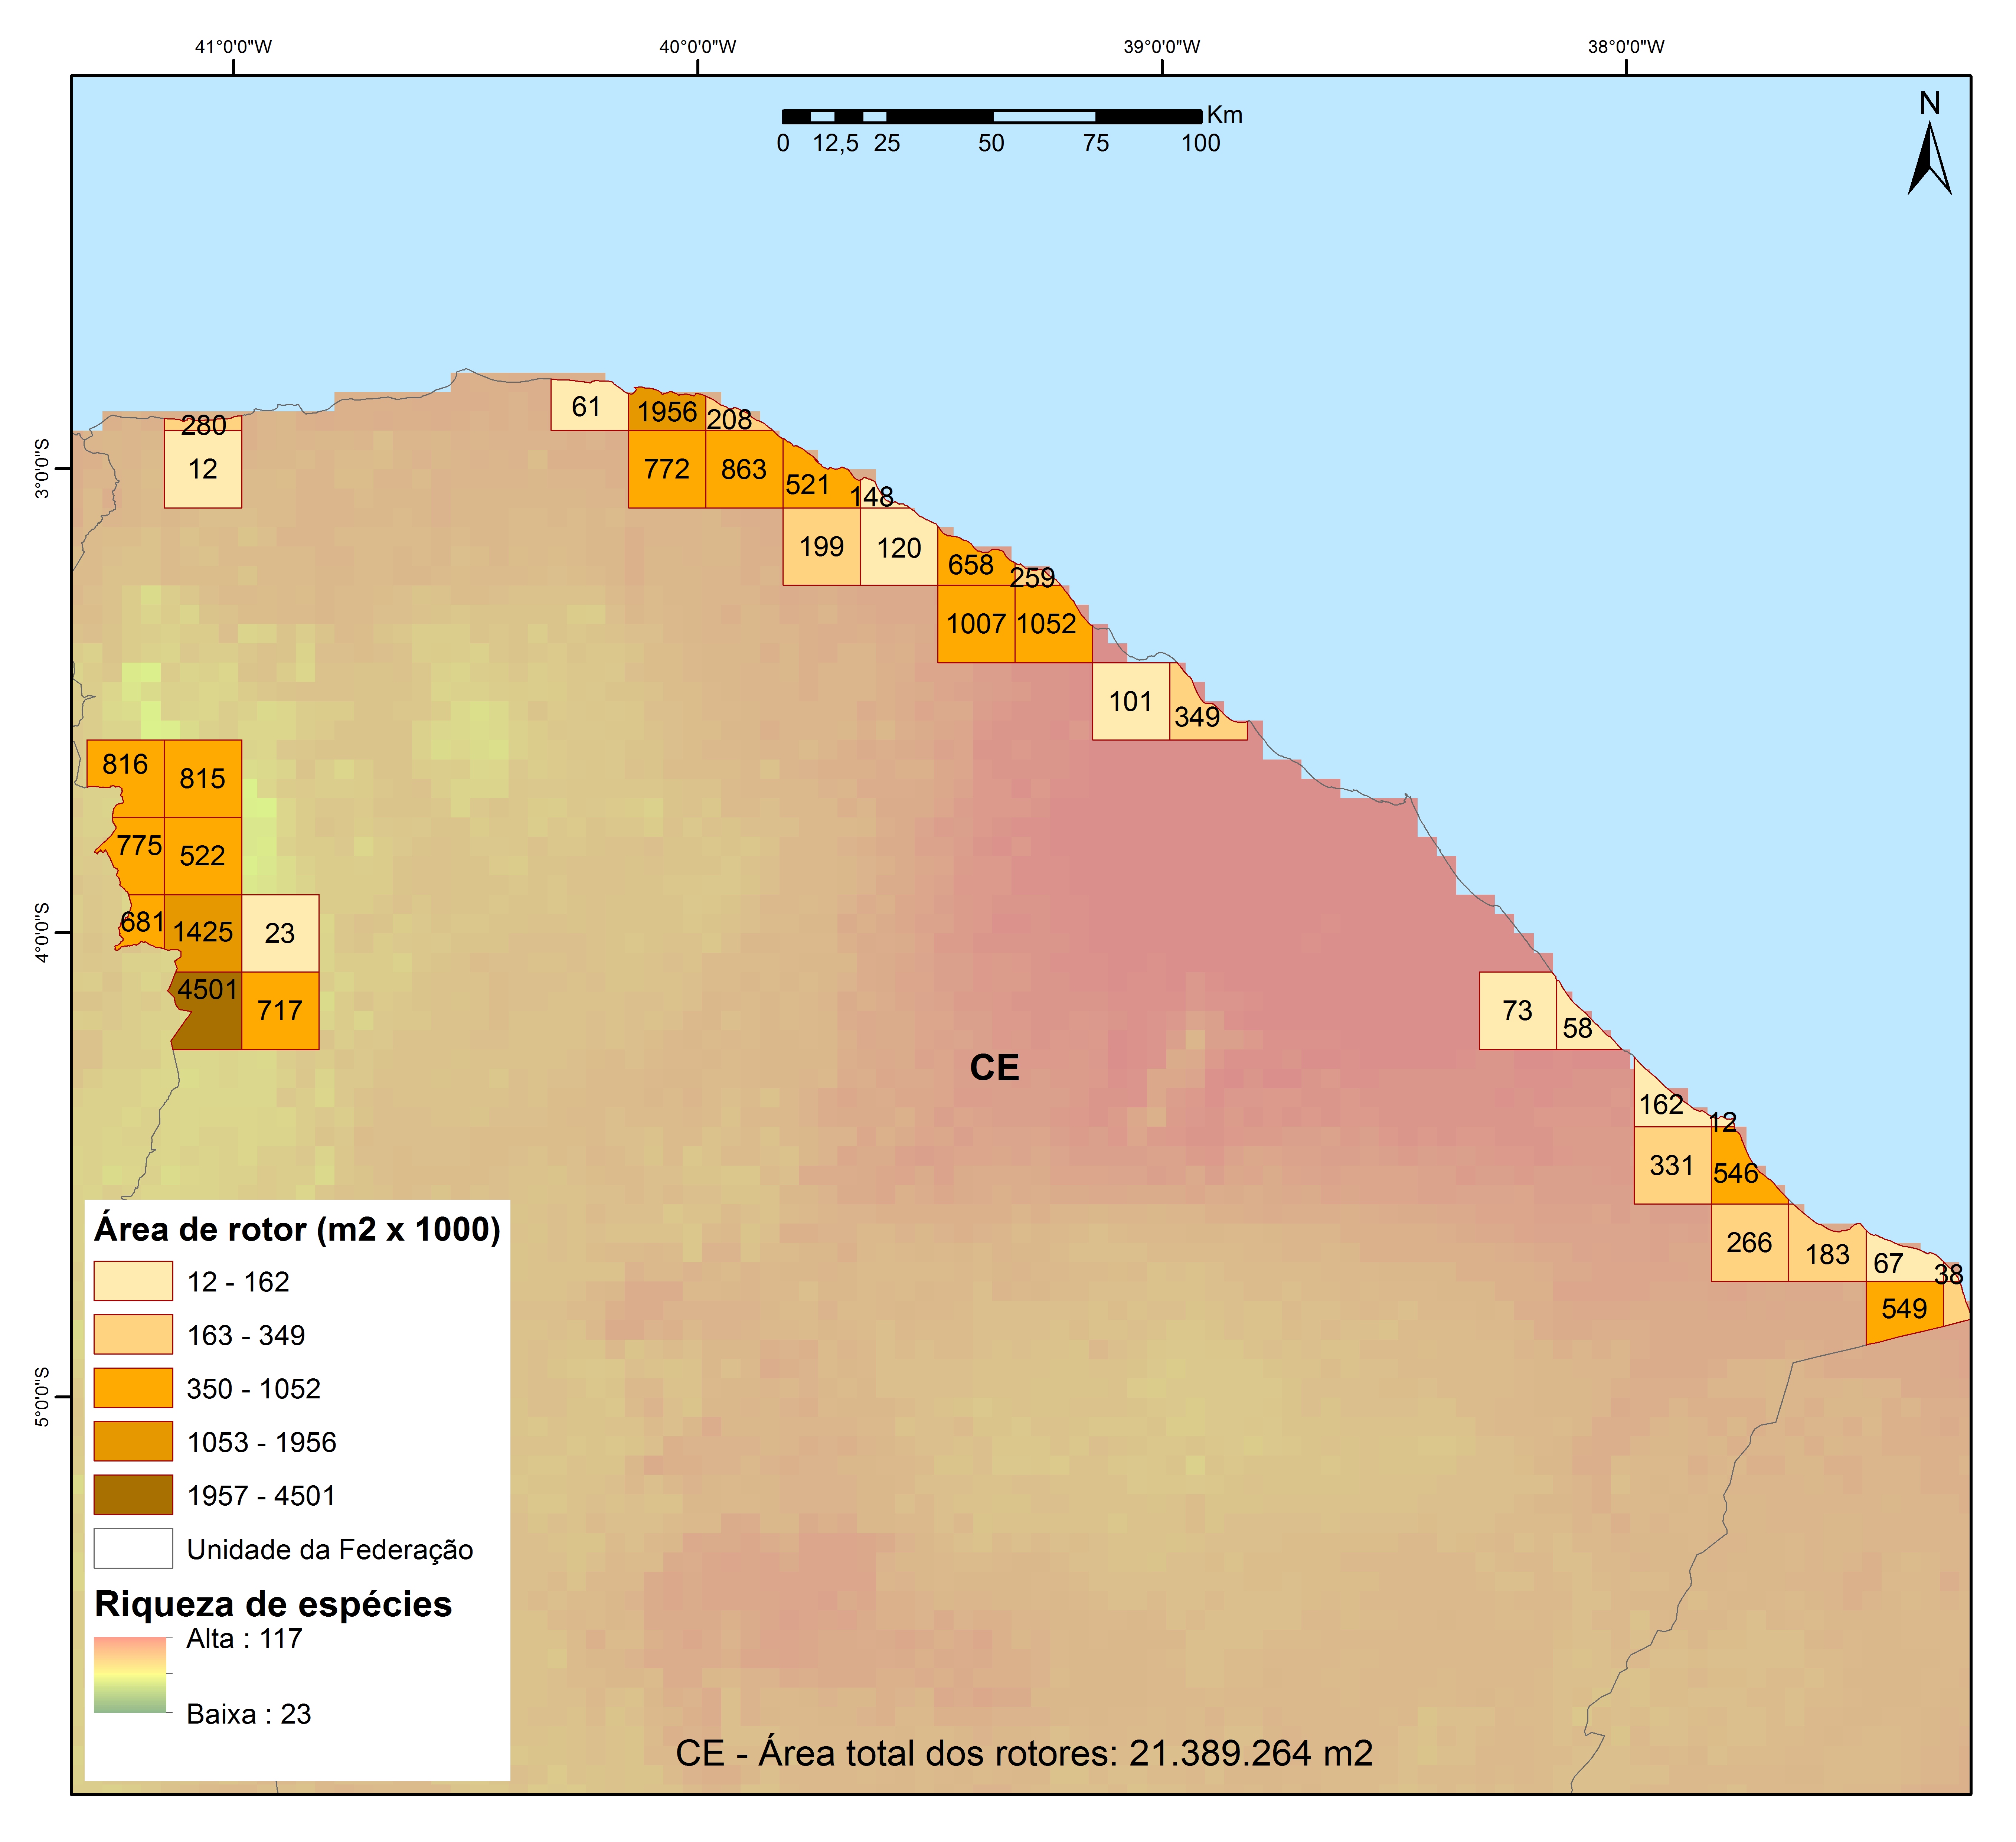 41°0'0"W 40°0'0"W 39°0'0"W 38°0'0"W
N
Km
0 12,5 25 50 75 100
3°0'0"S
4°0'0"S
5°0'0"S
61 1956 208
280
12 772 863 521 148
199 120 658 259
1007 1052
101 349
816 815
775 522
681 1425 23
4501 717
73 58
CE
162 12
331 546
266 183 67 38
549
Área de rotor (m2 x 1000)
12 - 162
163 - 349
350 - 1052
1053 - 1956
1957 - 4501
Unidade da Federação
Riqueza de espécies
Alta : 117
Baixa : 23
CE - Área total dos rotores: 21.389.264 m2